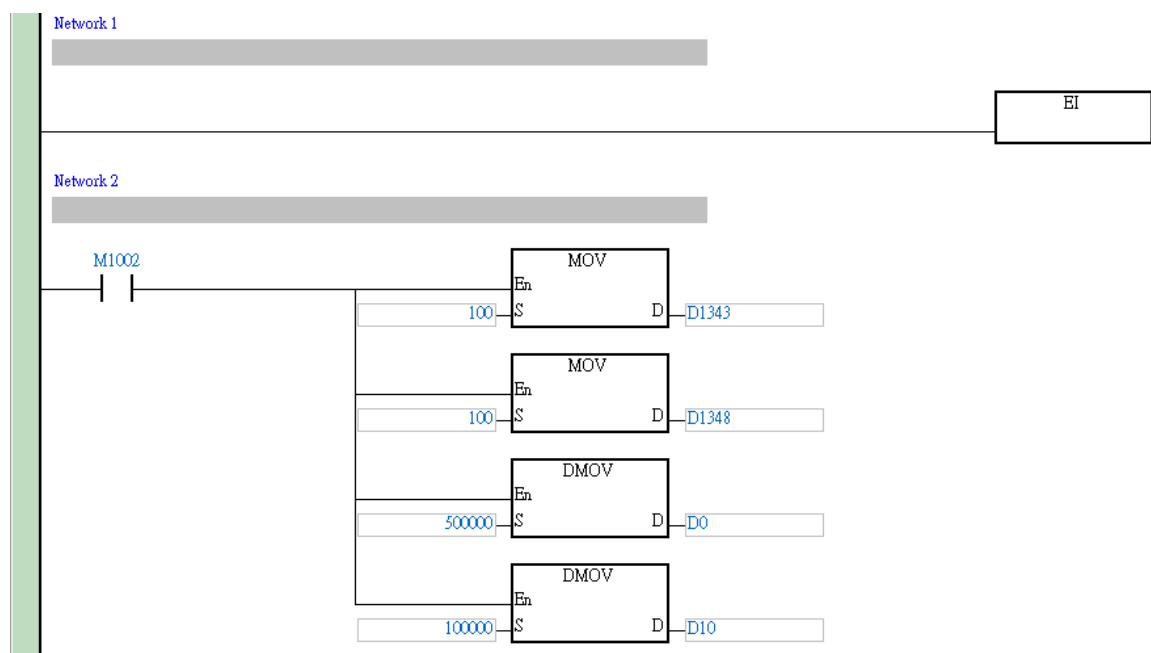 Network 1
EI
Network 2
M1002
MOV
En
100 S D D1343
MOV
En
100 S D D1348
DMOV
En
500000 S D D0
DMOV
En
100000 S D D10